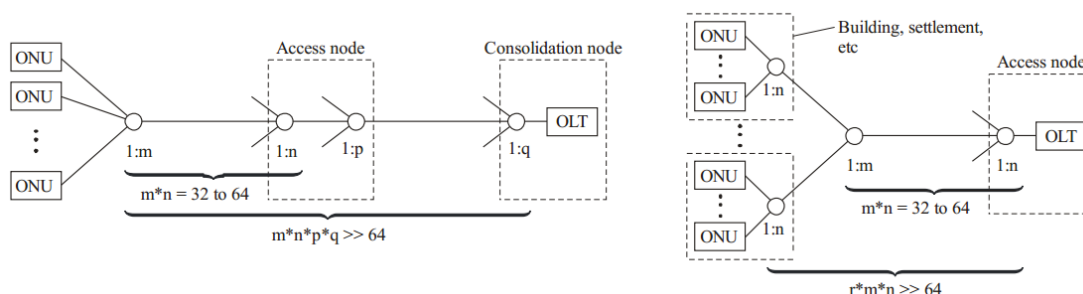 ONU
ONU
ONU
1:m
Access node
1:n
1:p
Consolidation node
1:q
OLT
m*n = 32 to 64
m*n*p*q >> 64
ONU
ONU
1:n
Building, settlement,
etc
Access node
1:m
1:n
OLT
ONU
ONU
1:n
m*n = 32 to 64
r*m*n >> 64